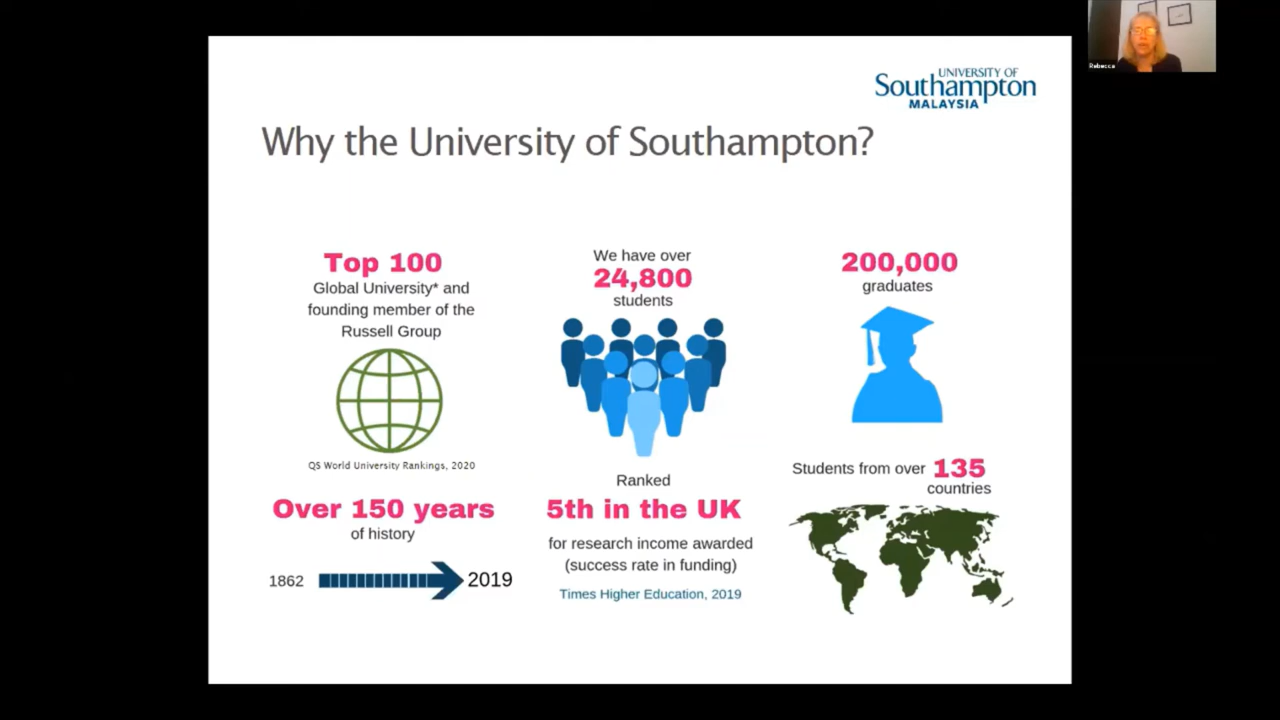 Rebecca
UNIVERSITY OF
Southampton
MALAYSIA
Why the University of Southampton?
Top 100
Global University* and
founding member of the
Russell Group
QS World University Rankings, 2020
We have over
24,800
students
200,000
graduates
Over 150 years
of history
1862
2019
Ranked
5th in the UK
for research income awarded
(success rate in funding)
Times Higher Education, 2019
Students from over 135
countries